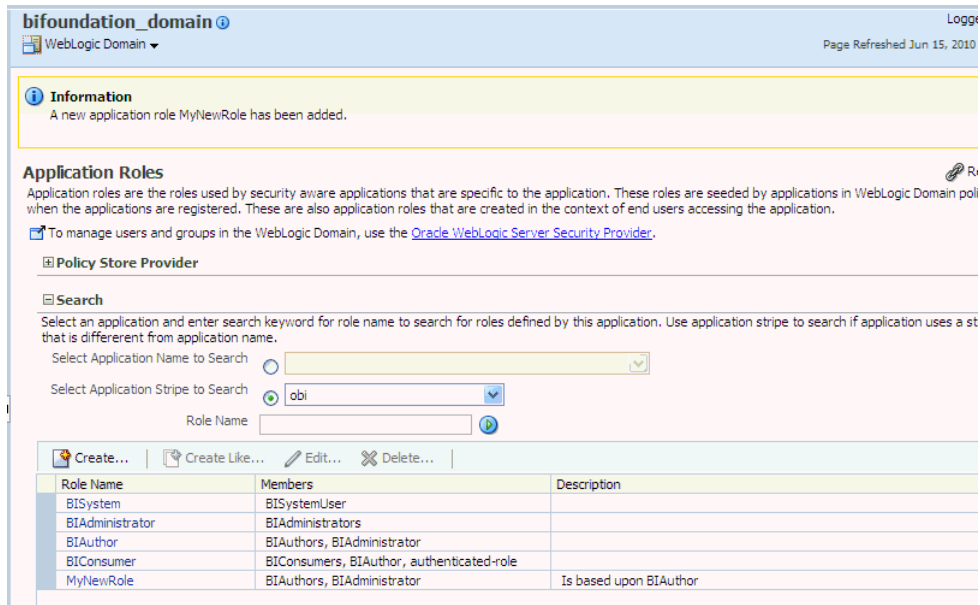 bifoundation_domain
Logge
WebLogic Domain
Page Refreshed Jun 15, 2010
Information
A new application role MyNewRole has been added.
Application Roles
Re
Application roles are the roles used by security aware applications that are specific to the application. These roles are seeded by applications in WebLogic Domain poli
when the applications are registered. These are also application roles that are created in the context of end users accessing the application.
To manage users and groups in the WebLogic Domain, use the Oracle WebLogic Server Security Provider.
Policy Store Provider
Search
Select an application and enter search keyword for role name to search for roles defined by this application. Use application stripe to search if application uses a st
that is differerent from application name.
Select Application Name to Search
Select Application Stripe to Search obi
Role Name
Create... Create Like... Edit... Delete...
Role Name Members Description
BISystem BISystemUser
BIAdministrator BIAdministrators
BIAuthor BIAuthors, BIAdministrator
BIConsumer BIConsumers, BIAuthor, authenticated-role
MyNewRole BIAuthors, BIAdministrator Is based upon BIAuthor